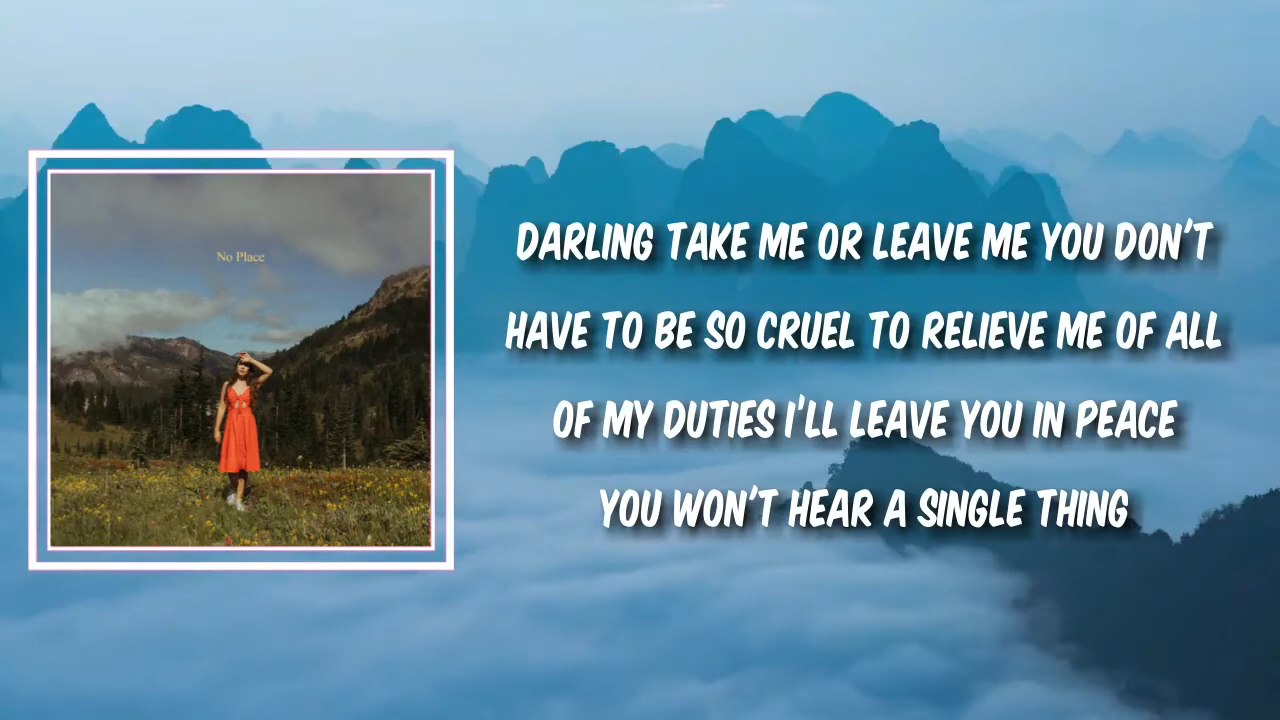 No Place
DARLING TAKE ME OR LEAVE ME YOU DON'T
HAVE TO BE SO CRUEL TO RELIEVE ME OF ALL
OF MY DUTIES I'LL LEAVE YOU IN PEACE
YOU WON'T HEAR A SINGLE THING